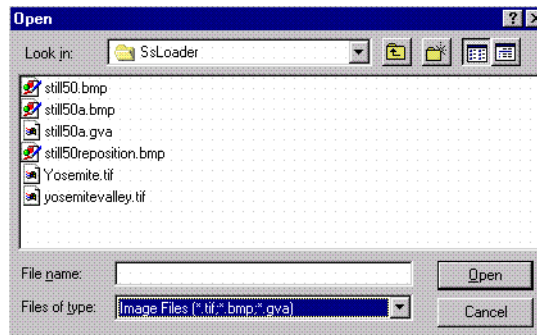 Open
Look in: SsLoader
still50.bmp
still50a.bmp
still50a.gva
still50reposition.bmp
Yosemite.tif
yosemitevalley.tif
File name:
Open
Files of type: Image Files (*.tif;*.bmp;*.gva)
Cancel